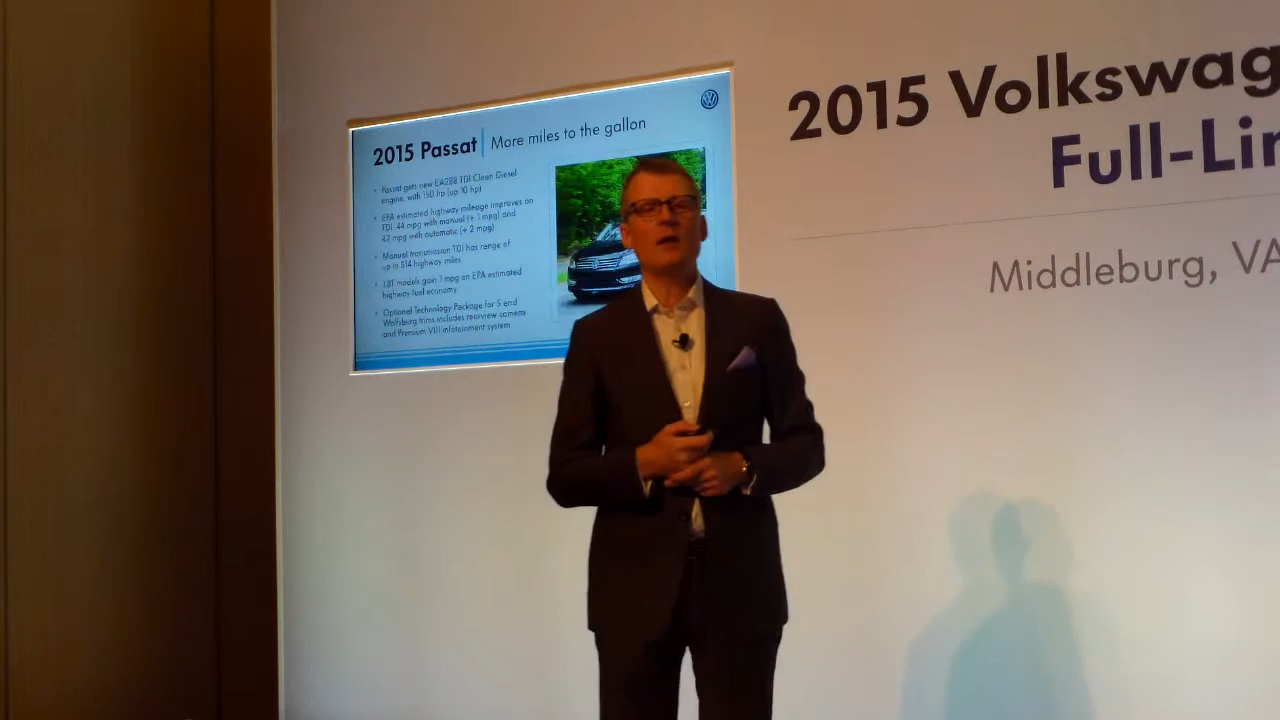 2015 Passat | More miles to the gallon
Passat gets new EA288 TDI Clean Diesel
engine, with 150 hp (up 10 hp)
EPA estimated highway mileage improves on
TDI: 44 mpg with manual (+ 1 mpg) and
42 mpg with automatic (+ 2 mpg)
Manual transmission TDI has range of
up to 814 highway miles
1.8T models gain 1 mpg on EPA estimated
highway fuel economy
Optional Technology Package for S and
Wolfsburg trims includes rearview camera
and Premium VIII infotainment system
2015 Volkswag
Full-Lin
Middleburg, VA